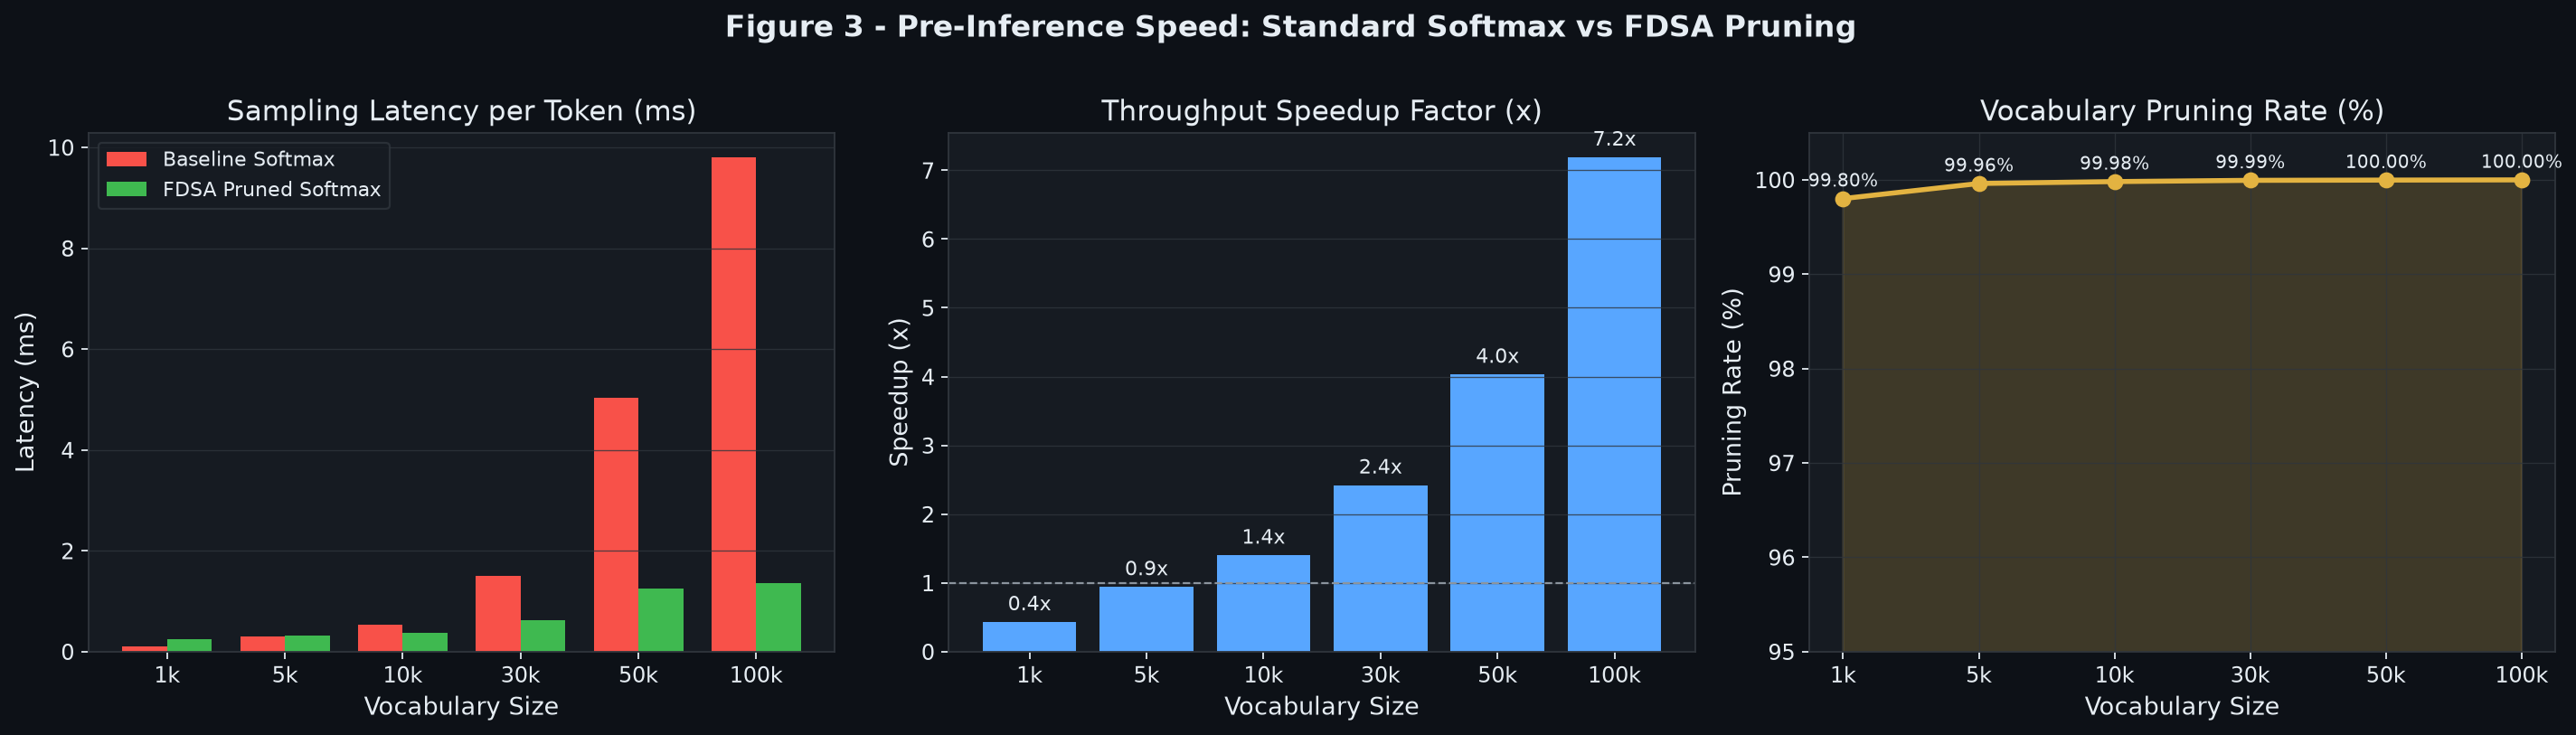 Figure 3 - Pre-Inference Speed: Standard Softmax vs FDSA Pruning
Sampling Latency per Token (ms)
Baseline Softmax
FDSA Pruned Softmax
10
8
6
4
2
0
Latency (ms)
1k 5k 10k 30k 50k 100k
Vocabulary Size
Throughput Speedup Factor (x)
7
6
5
4
3
2
1
0
Speedup (x)
0.4x
0.9x
1.4x
2.4x
4.0x
7.2x
1k 5k 10k 30k 50k 100k
Vocabulary Size
Vocabulary Pruning Rate (%)
100
99
98
97
96
95
Pruning Rate (%)
99.80% 99.96% 99.98% 99.99% 100.00% 100.00%
1k 5k 10k 30k 50k 100k
Vocabulary Size